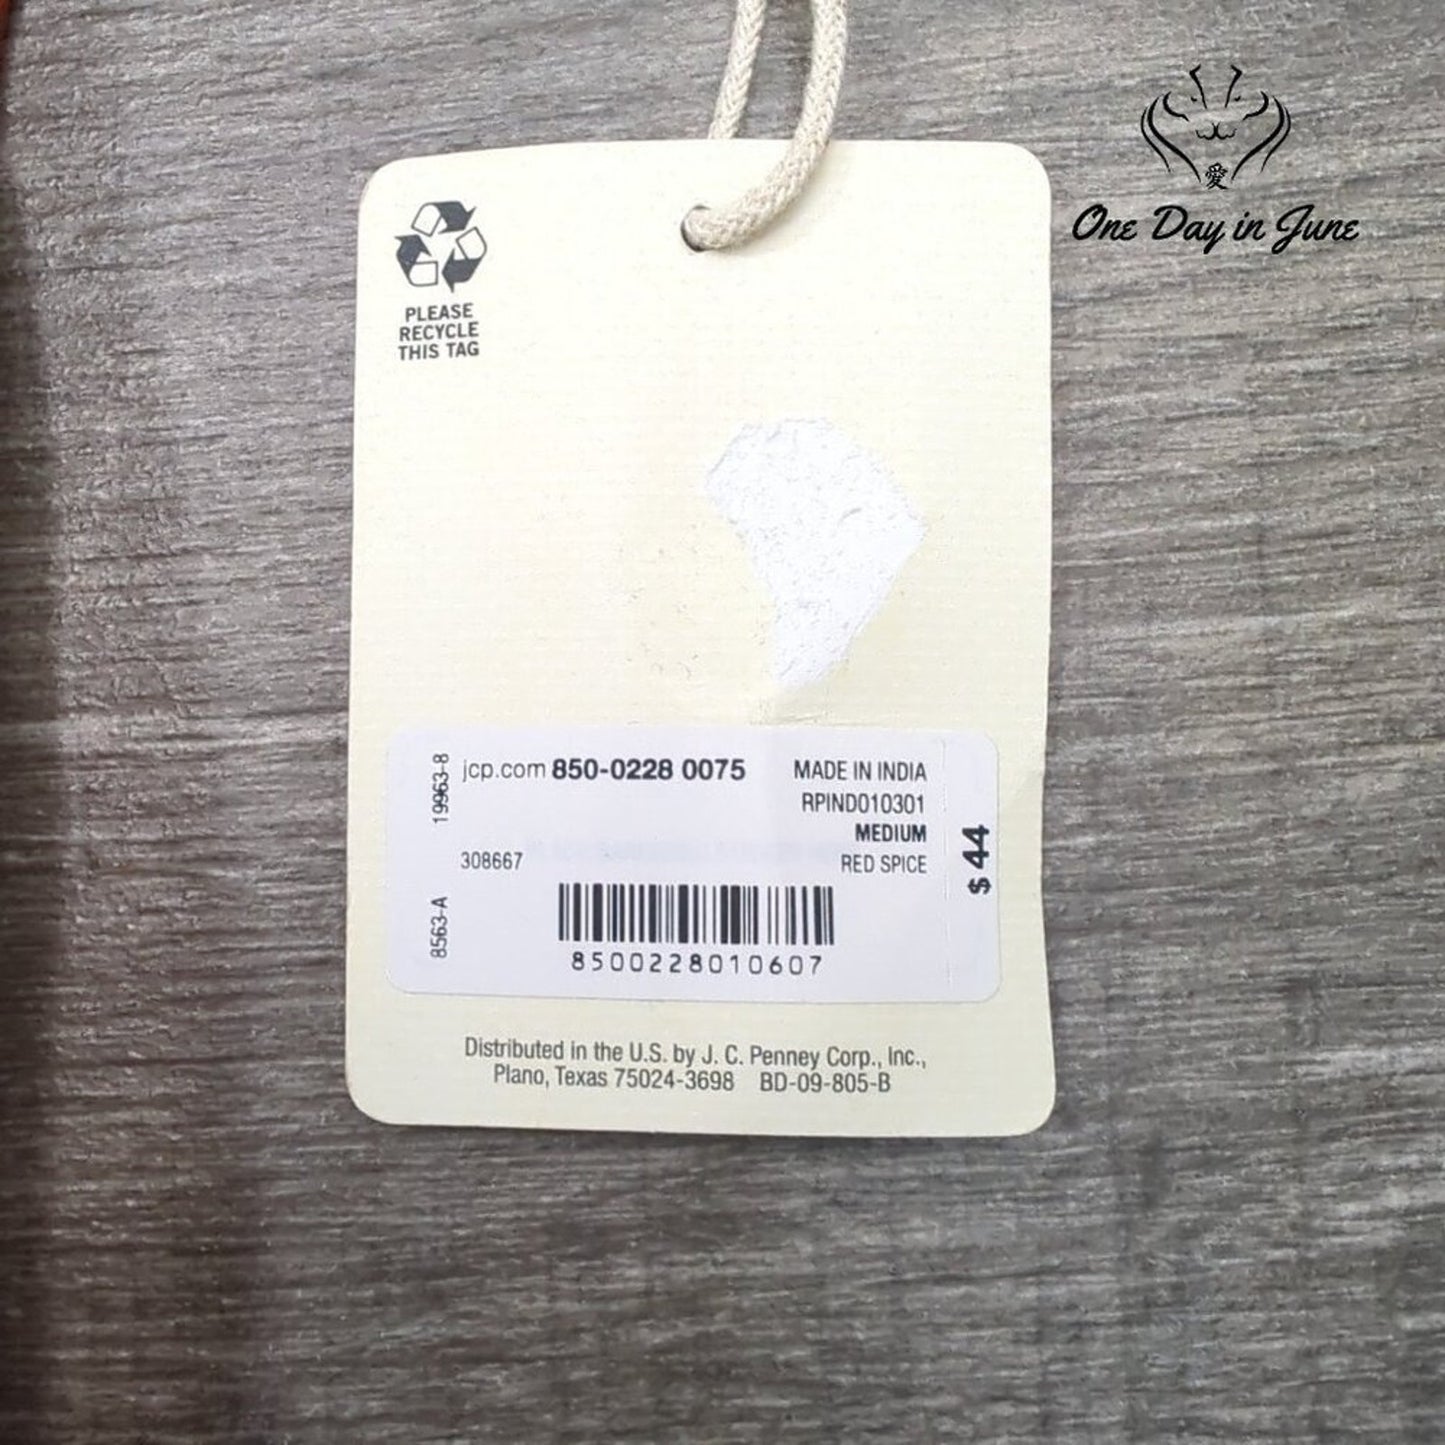 愛
One Day in June
PLEASE
RECYCLE
THIS TAG
19963-8
jcp.com 850-0228 0075
MADE IN INDIA
RPIND010301
MEDIUM
308667
RED SPICE
$44
8563-A
8500228010607
Distributed in the U.S. by J. C. Penney Corp., Inc.,
Plano, Texas 75024-3698 BD-09-805-B